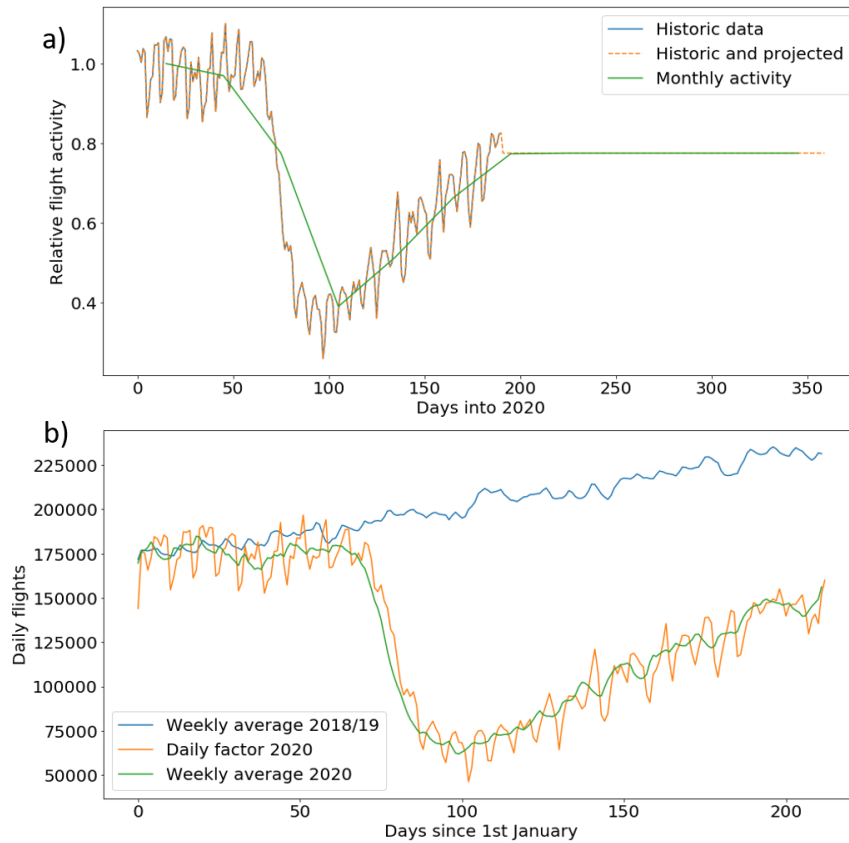 a)
Historic data
Historic and projected
Monthly activity
1.0
0.8
0.6
0.4
Relative flight activity
0 50 100 150 200 250 300 350
Days into 2020
b)
225000
200000
175000
150000
125000
100000
75000
50000
Daily flights
Weekly average 2018/19
Daily factor 2020
Weekly average 2020
0 50 100 150 200
Days since 1st January